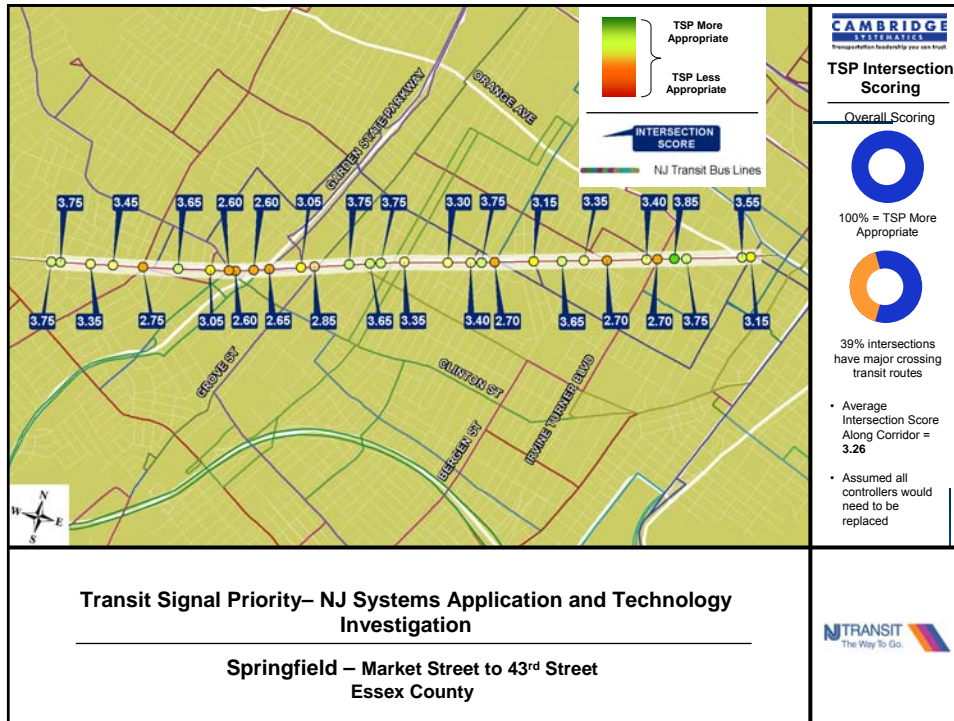 TSP More
Appropriate
TSP Less
Appropriate
INTERSECTION
SCORE
NJ Transit Bus Lines
GARDEN STATE PARKWAY
ORANGE AVE
3.75
3.45
3.65
2.60
2.60
3.05
3.75
3.75
3.30
3.75
3.15
3.35
3.40
3.85
3.55
3.75
3.35
2.75
3.05
2.60
2.65
2.85
3.65
3.35
3.40
2.70
3.65
2.70
2.70
3.75
3.15
GROVE ST
CLINTON ST
BERGEN ST
IRVINE TURNER BLVD
N
W
E
S
CAMBRIDGE
SYSTEMATICS
Transportation leadership you can trust.
TSP Intersection
Scoring
Overall Scoring
100% = TSP More
Appropriate
39% intersections
have major crossing
transit routes
• Average
Intersection Score
Along Corridor =
3.26
• Assumed all
controllers would
need to be
replaced
Transit Signal Priority– NJ Systems Application and Technology
Investigation
Springfield – Market Street to 43rd Street
Essex County
NJ TRANSIT
The Way To Go.